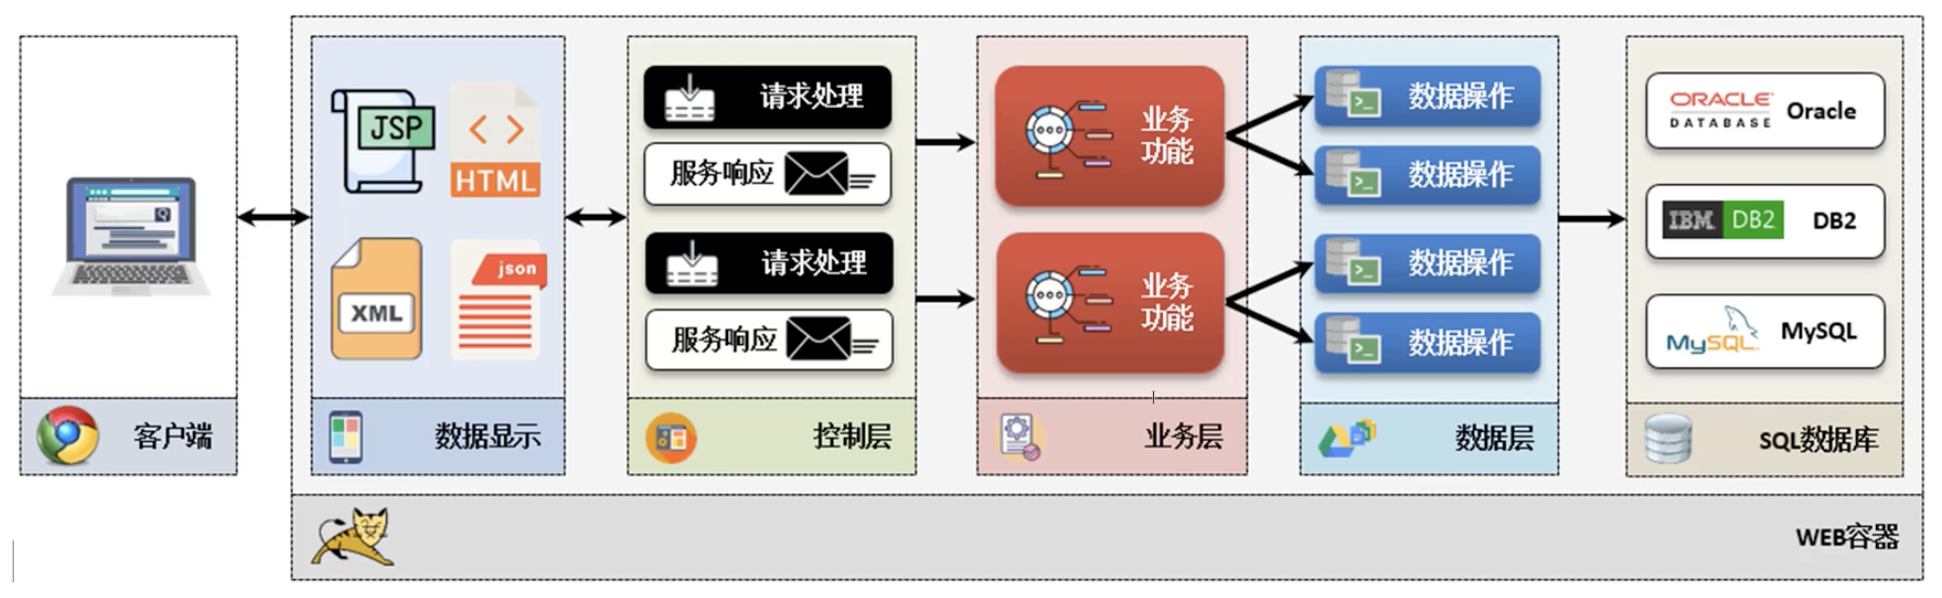 客户端
JSP
HTML
XML
json
数据显示
请求处理
服务响应
请求处理
服务响应
控制层
业务
功能
业务
功能
业务层
数据操作
数据操作
数据操作
数据操作
数据层
ORACLE
DATABASE
Oracle
IBM DB2
DB2
MySQL
MySQL
SQL数据库
WEB容器